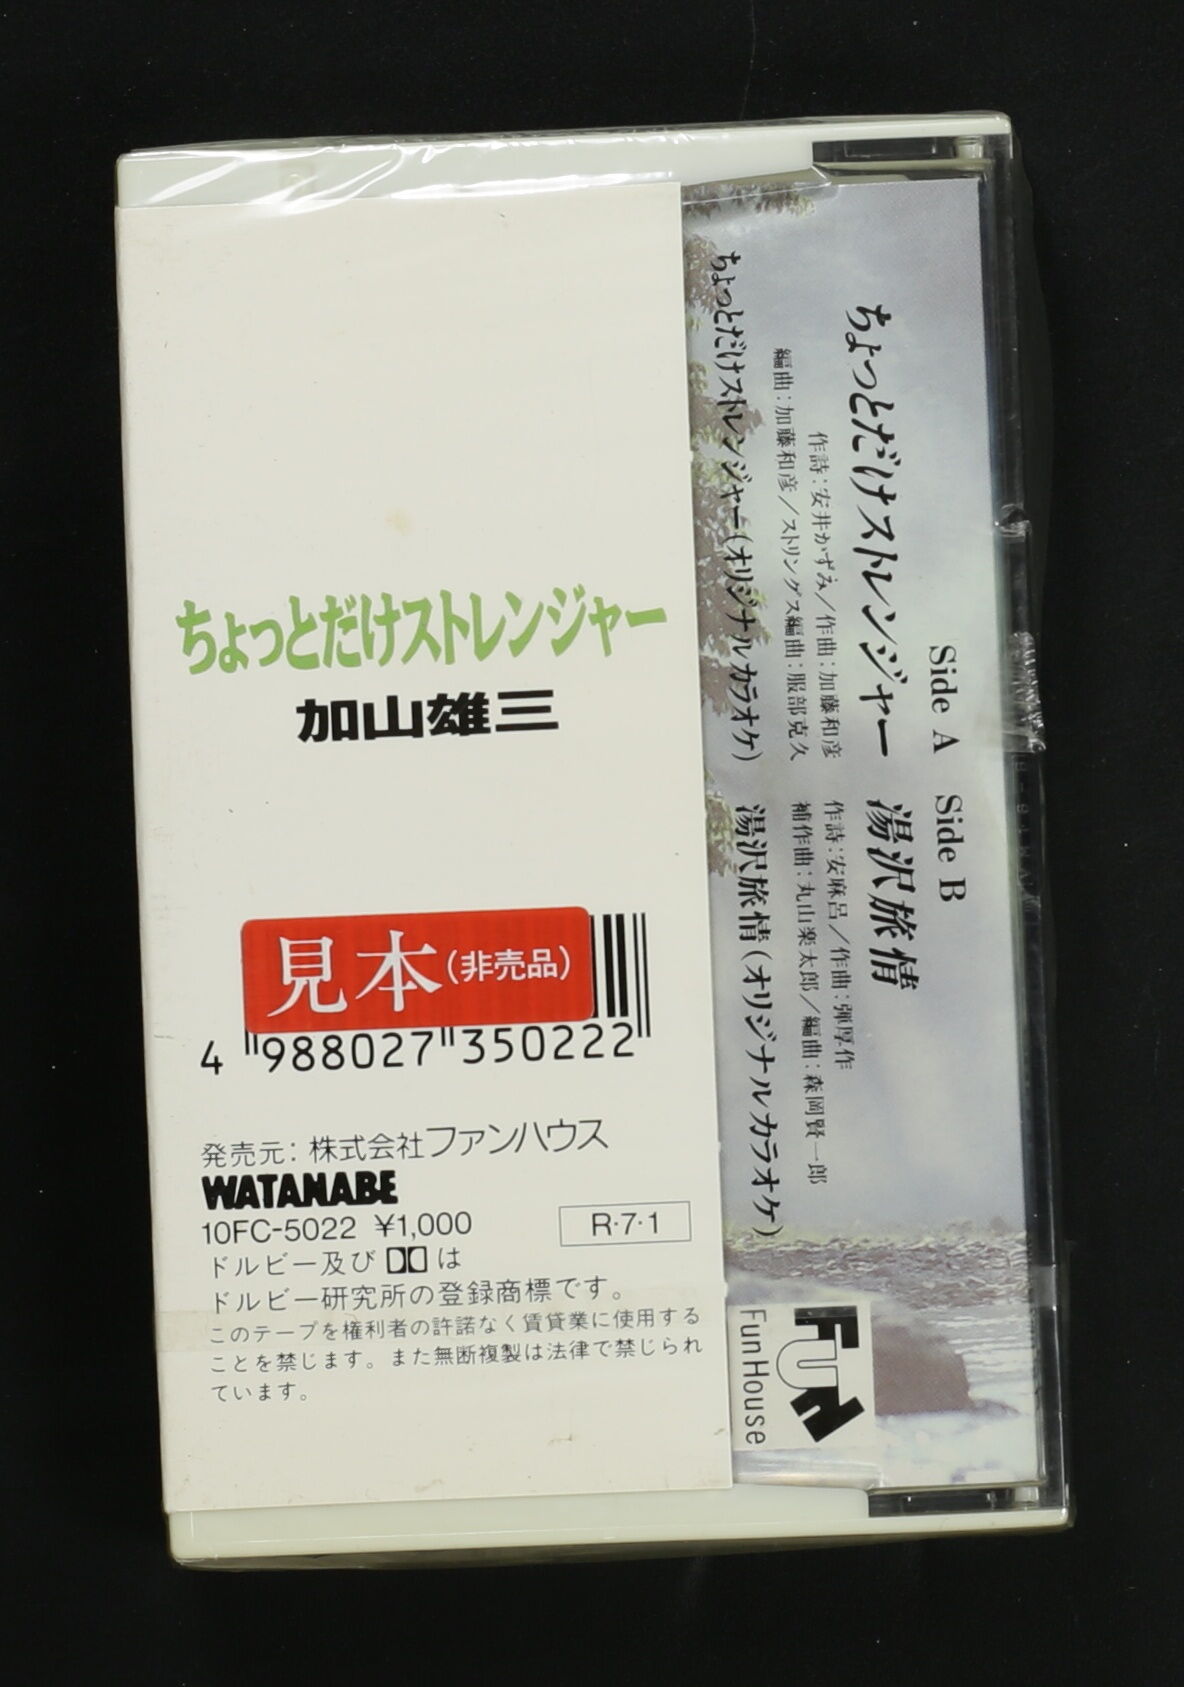 ちょっとだけストレンジャー
加山雄三
見本(非売品)
4 988027 350222
発売元: 株式会社ファンハウス
WATANABE
10FC-5022 ¥1,000
R・7・1
ドルビー及び は
ドルビー研究所の登録商標です。
このテープを権利者の許諾なく賃貸業に使用する
ことを禁じます。また無断複製は法律で禁じられ
ています。
Side A
ちょっとだけストレンジャー
作詩:安井かずみ/作曲:加藤和彦
編曲:加藤和彦/ストリングス編曲:服部克久
ちょっとだけストレンジャー(オリジナルカラオケ)
Side B
湯沢旅情
作詩:安麻呂/作曲:弾厚作
補作曲:丸山楽太郎/編曲:森岡賢一郎
湯沢旅情(オリジナルカラオケ)
FUN
Fun House